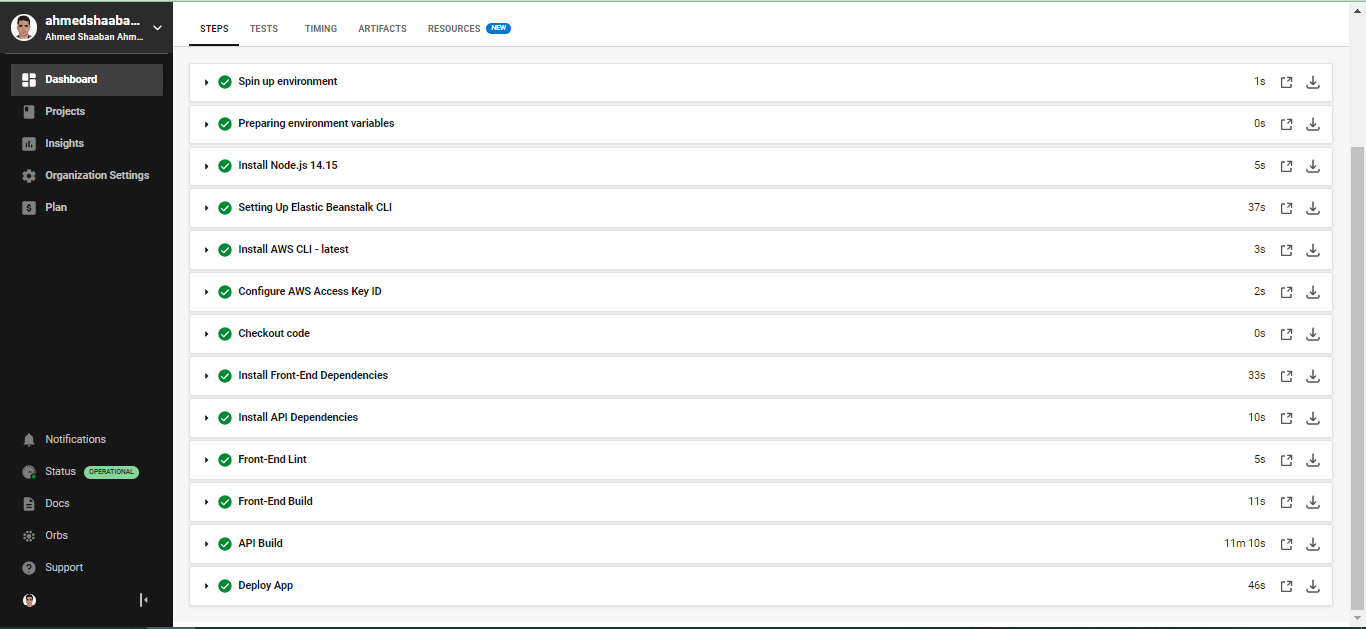 ahmedshaaba...
Ahmed Shaaban Ahm...
Dashboard
Projects
Insights
Organization Settings
Plan
Notifications
Status OPERATIONAL
Docs
Orbs
Support
STEPS TESTS TIMING ARTIFACTS RESOURCES NEW
Spin up environment 1s
Preparing environment variables 0s
Install Node.js 14.15 5s
Setting Up Elastic Beanstalk CLI 37s
Install AWS CLI - latest 3s
Configure AWS Access Key ID 2s
Checkout code 0s
Install Front-End Dependencies 33s
Install API Dependencies 10s
Front-End Lint 5s
Front-End Build 11s
API Build 11m 10s
Deploy App 46s